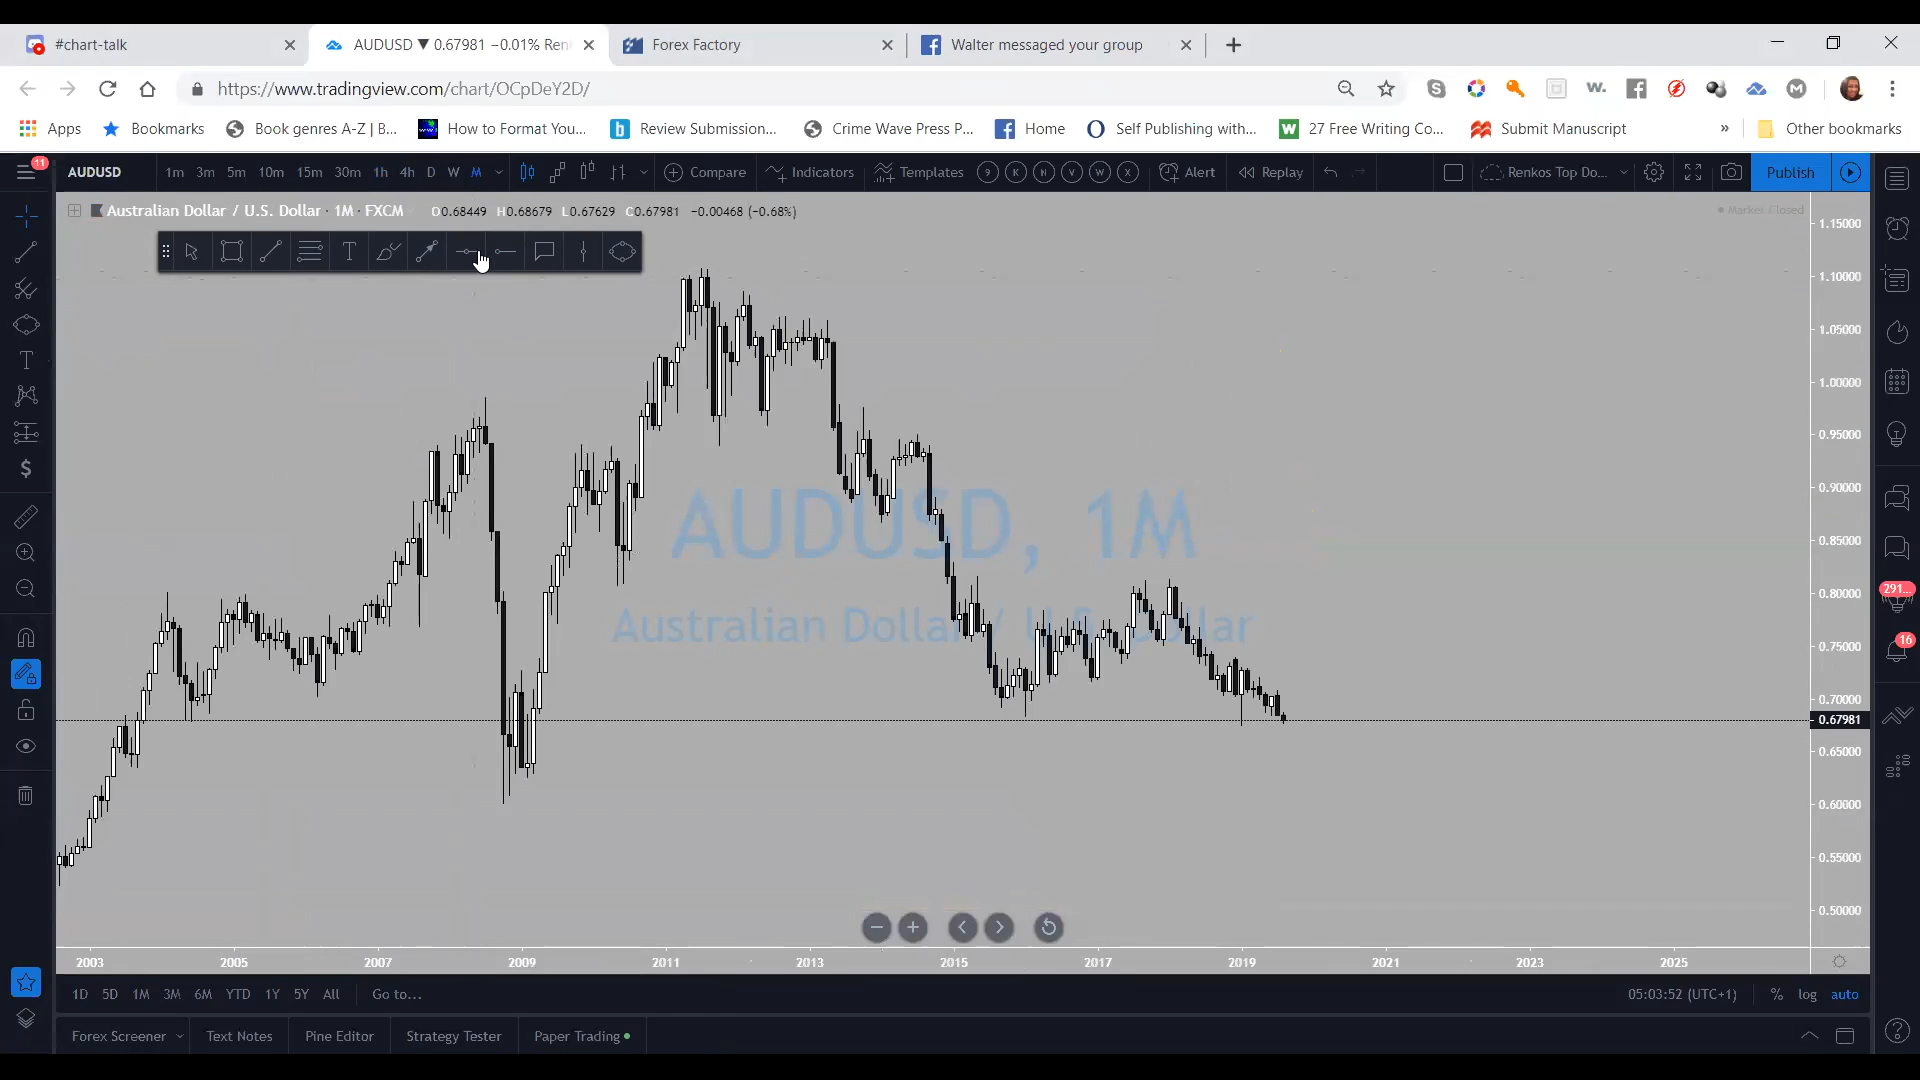 #chart-talk
AUDUSD ▼ 0.67981 −0.01% Ren
Forex Factory
Walter messaged your group
https://www.tradingview.com/chart/OCpDeY2D/
Apps
Bookmarks
Book genres A-Z | B...
How to Format You...
Review Submission...
Crime Wave Press P...
Home
Self Publishing with...
27 Free Writing Co...
Submit Manuscript
»
Other bookmarks
11
AUDUSD
1m 3m 5m 10m 15m 30m 1h 4h D W M
Compare
Indicators
Templates
9 K N V W X
Alert
Replay
Renkos Top Do...
Publish
Australian Dollar / U.S. Dollar · 1M · FXCM
O0.68449 H0.68679 L0.67629 C0.67981 −0.00468 (−0.68%)
Market Closed
1.15000
1.10000
1.05000
1.00000
0.95000
0.90000
0.85000
0.80000
0.75000
0.70000
0.67981
0.65000
0.60000
0.55000
0.50000
AUDUSD, 1M
Australian Dollar / U.S. Dollar
291...
16
2003 2005 2007 2009 2011 2013 2015 2017 2019 2021 2023 2025
1D 5D 1M 3M 6M YTD 1Y 5Y All
Go to...
05:03:52 (UTC+1)
% log auto
Forex Screener
Text Notes
Pine Editor
Strategy Tester
Paper Trading